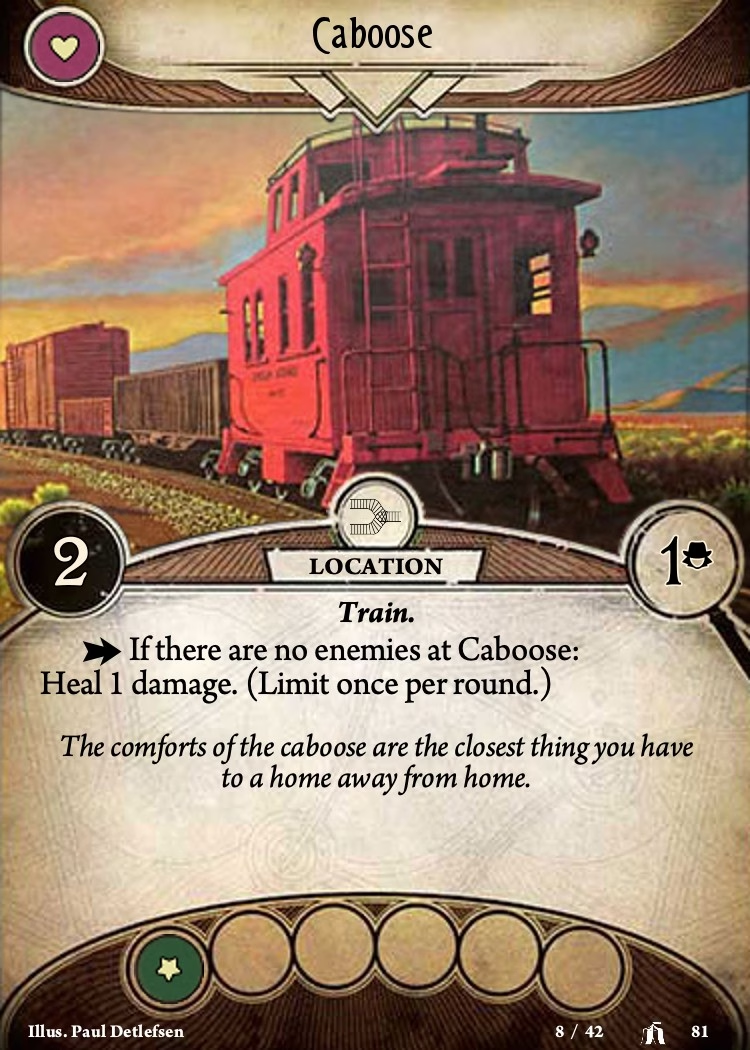 Caboose
2
LOCATION
1
Train.
If there are no enemies at Caboose:
Heal 1 damage. (Limit once per round.)
The comforts of the caboose are the closest thing you have
to a home away from home.
Illus. Paul Detlefsen
8 / 42
81